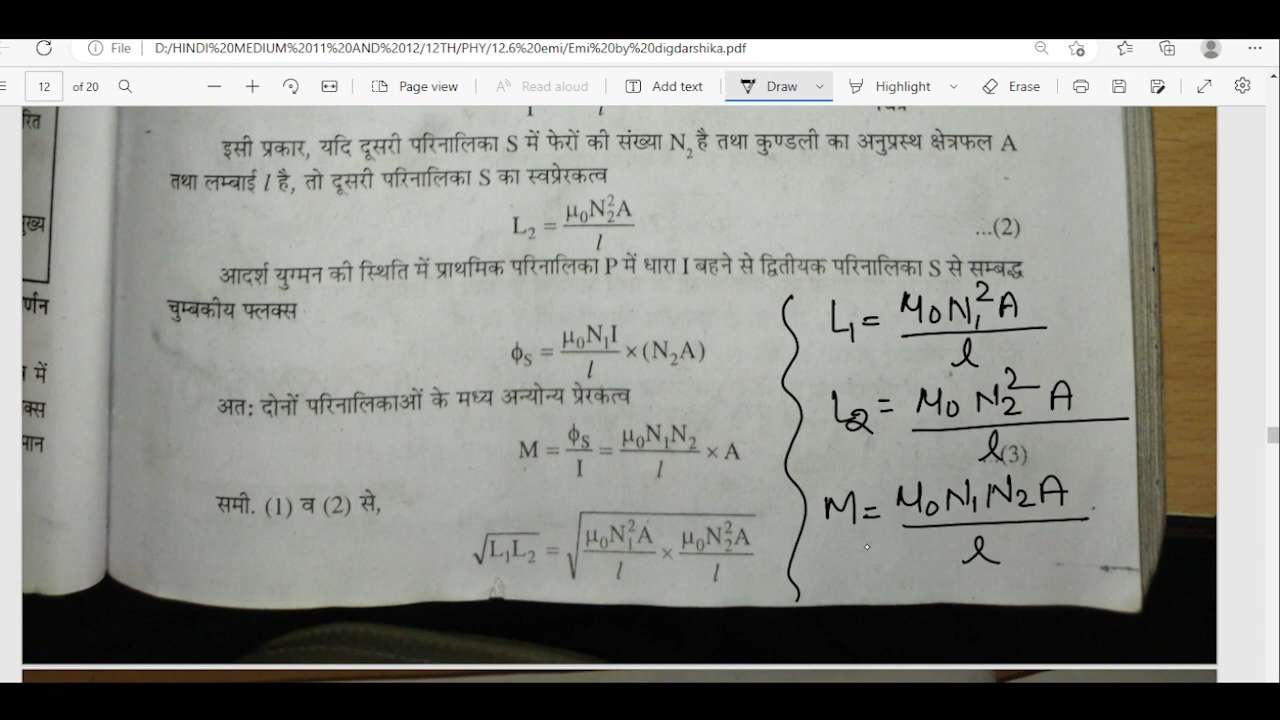 File D:/HINDI%20MEDIUM%2011%20AND%2012/12TH/PHY/12.6%20emi/Emi%20by%20digdarshika.pdf
12 of 20 Page view Read aloud Add text Draw Highlight Erase
इसी प्रकार, यदि दूसरी परिनालिका S में फेरों की संख्या N₂ है तथा कुण्डली का अनुप्रस्थ क्षेत्रफल A
तथा लम्बाई l है, तो दूसरी परिनालिका S का स्वप्रेरकत्व
L₂ = μ₀N₂²A / l ...(2)
आदर्श युग्मन की स्थिति में प्राथमिक परिनालिका P में धारा I बहने से द्वितीयक परिनालिका S से सम्बद्ध
चुम्बकीय फ्लक्स
ϕS = μ₀N₁I / l × (N₂A)
अतः दोनों परिनालिकाओं के मध्य अन्योन्य प्रेरकत्व
M = ϕS / I = μ₀N₁N₂ / l × A ...(3)
समी. (1) व (2) से,
√L₁L₂ = √μ₀N₁²A / l × μ₀N₂²A / l
L₁ = μ₀N₁²A / l
L₂ = μ₀N₂²A / l
M = μ₀N₁N₂A / l